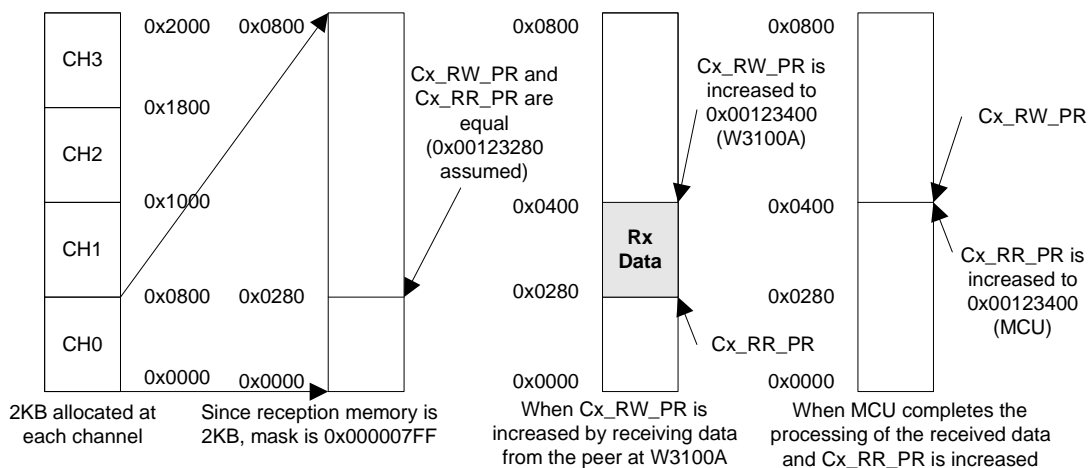 CH3
CH2
CH1
CH0
0x2000
0x1800
0x1000
0x0800
0x0000
2KB allocated at
each channel
0x0800
0x0280
0x0000
Cx_RW_PR and
Cx_RR_PR are
equal
(0x00123280
assumed)
Since reception memory is
2KB, mask is 0x000007FF
0x0800
0x0400
0x0280
0x0000
Rx
Data
Cx_RW_PR is
increased to
0x00123400
(W3100A)
Cx_RR_PR
When Cx_RW_PR is
increased by receiving data
from the peer at W3100A
0x0800
0x0400
0x0280
0x0000
Cx_RW_PR
Cx_RR_PR is
increased to
0x00123400
(MCU)
When MCU completes the
processing of the received data
and Cx_RR_PR is increased